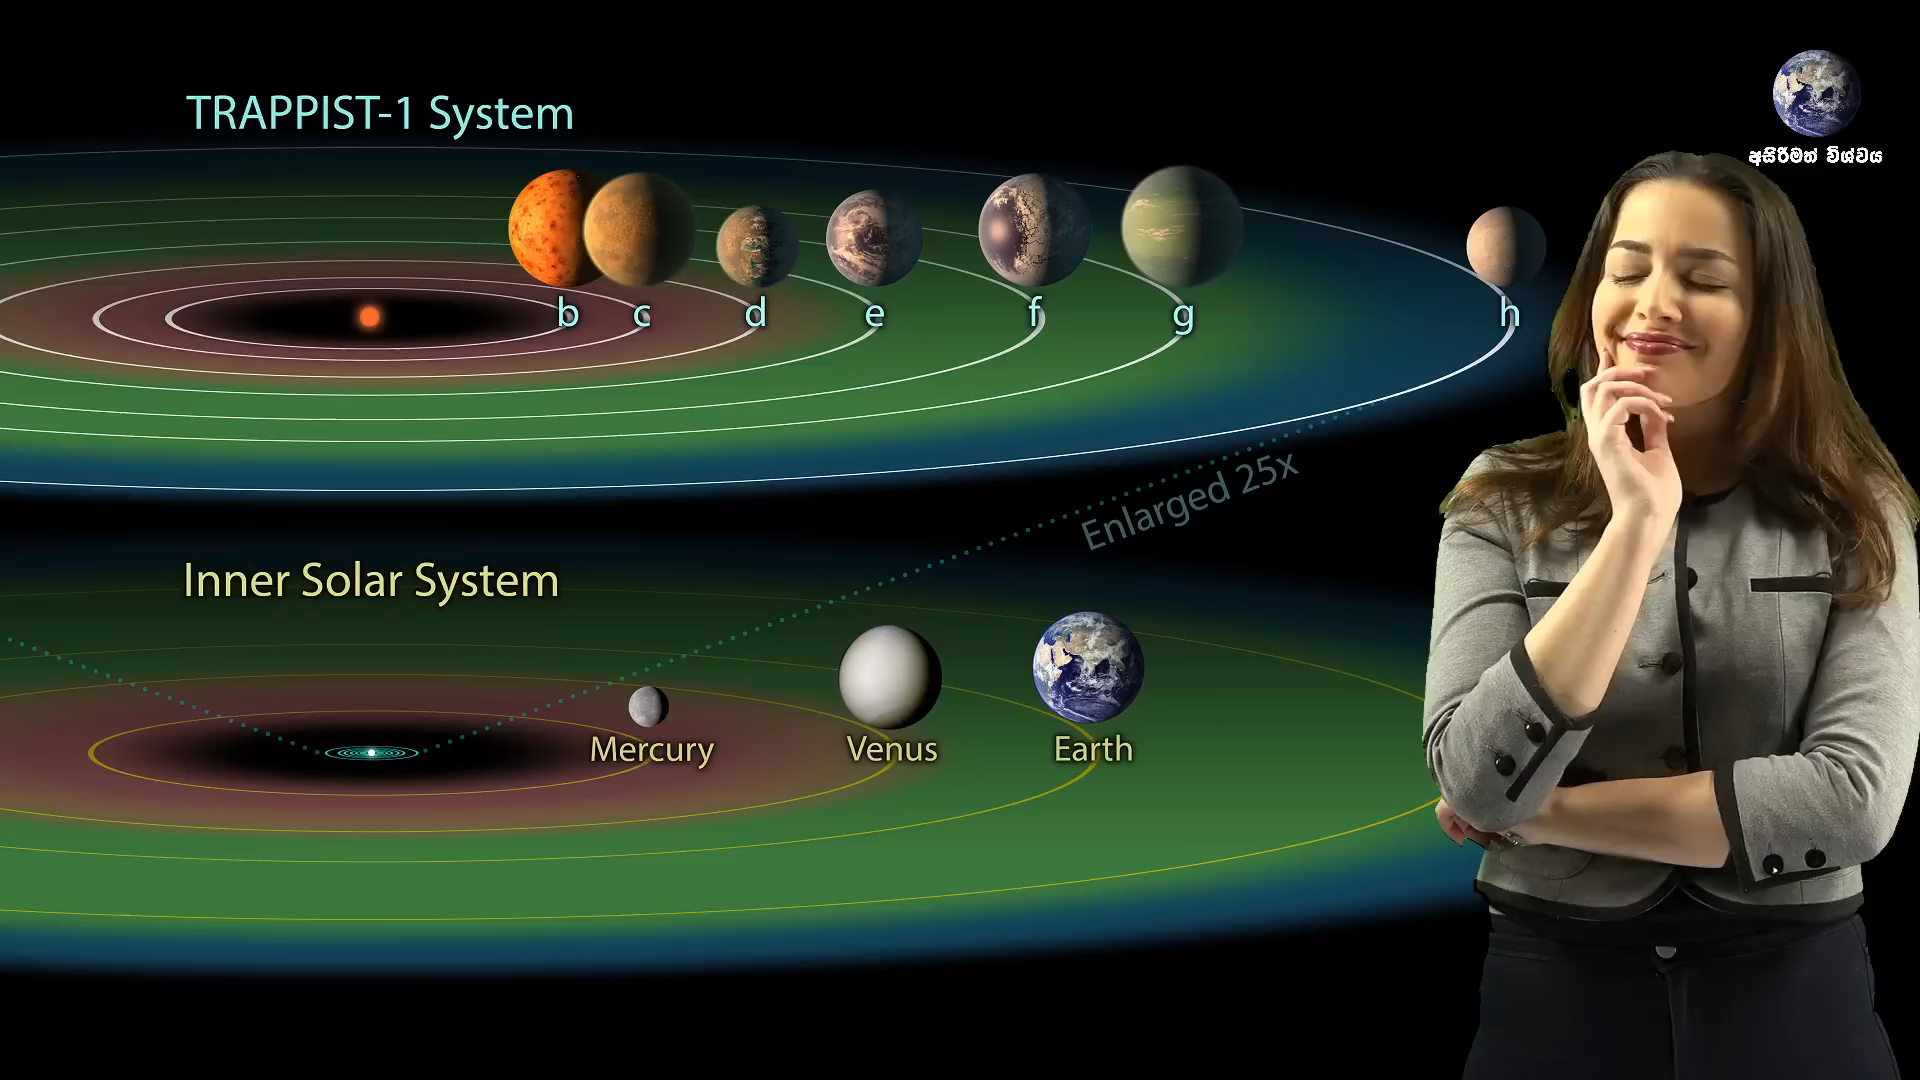 TRAPPIST-1 System
අසිරිමත් විශ්වය
b c d e f g h
Enlarged 25x
Inner Solar System
Mercury Venus Earth